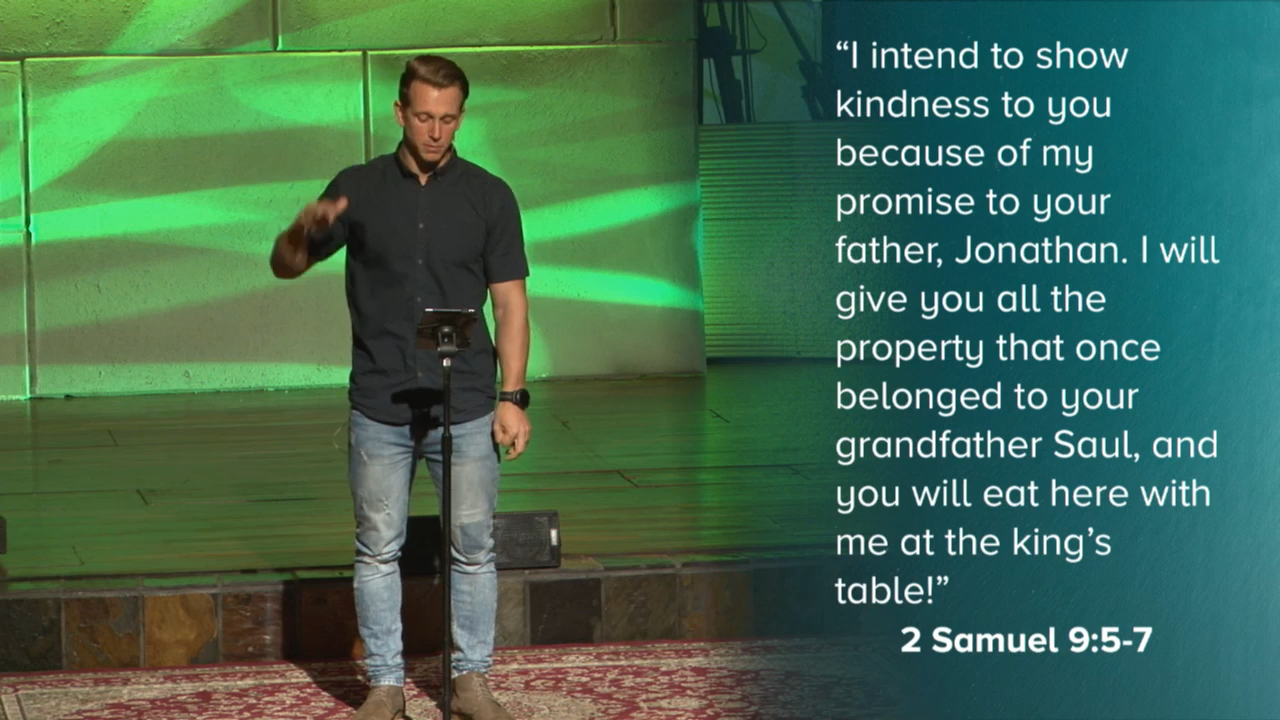 “I intend to show
kindness to you
because of my
promise to your
father, Jonathan. I will
give you all the
property that once
belonged to your
grandfather Saul, and
you will eat here with
me at the king’s
table!”
2 Samuel 9:5-7